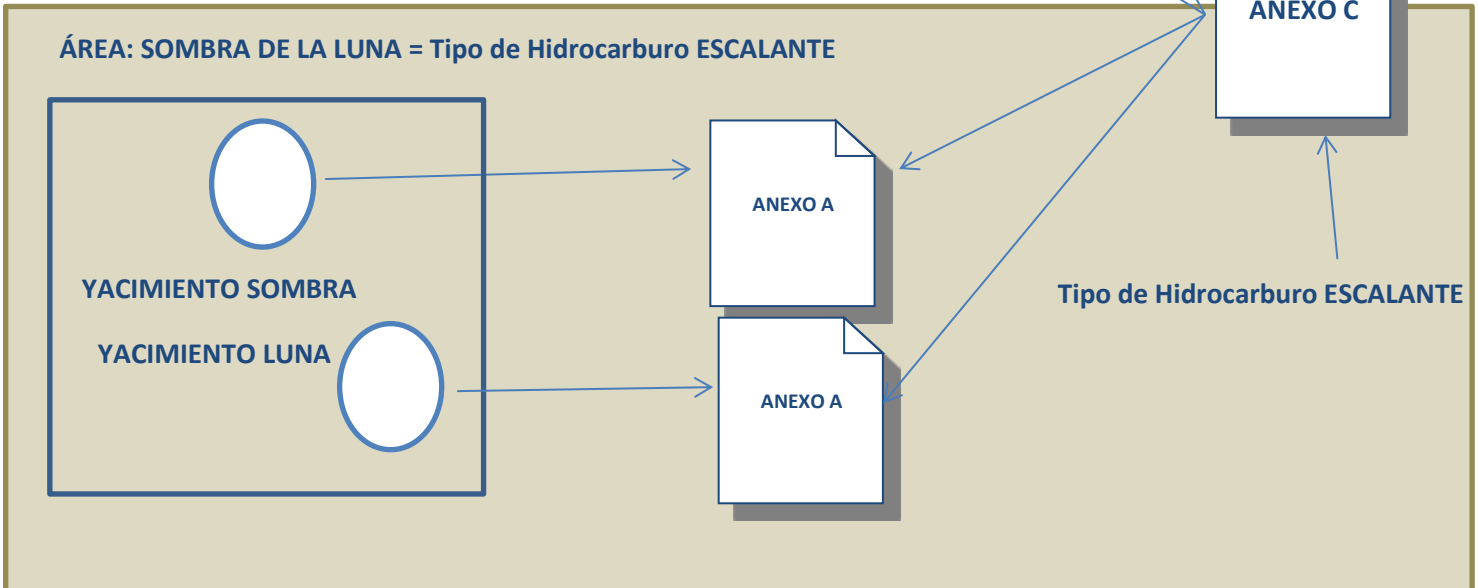 ANEXO C
ÁREA: SOMBRA DE LA LUNA = Tipo de Hidrocarburo ESCALANTE
ANEXO A
YACIMIENTO SOMBRA
Tipo de Hidrocarburo ESCALANTE
YACIMIENTO LUNA
ANEXO A